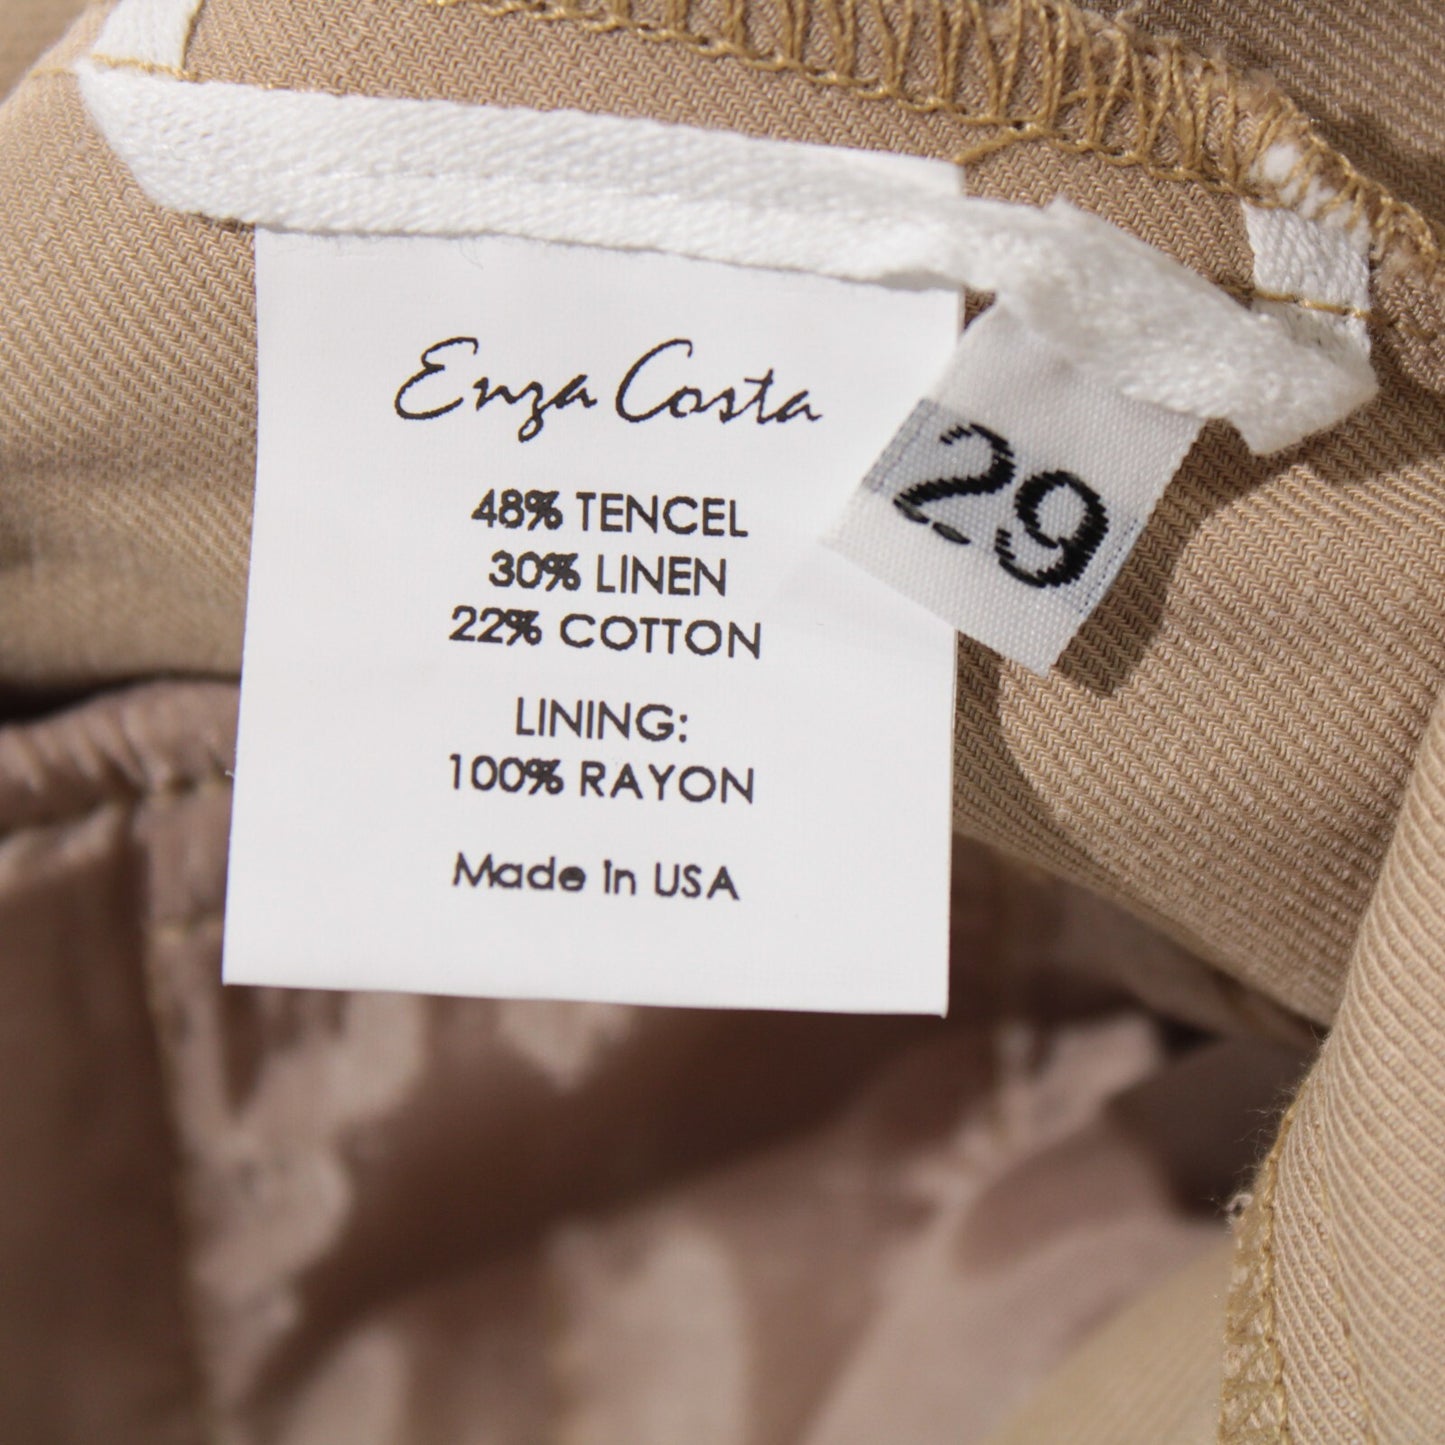 Enza Costa
48% TENCEL
30% LINEN
22% COTTON
LINING:
100% RAYON
Made in USA
29